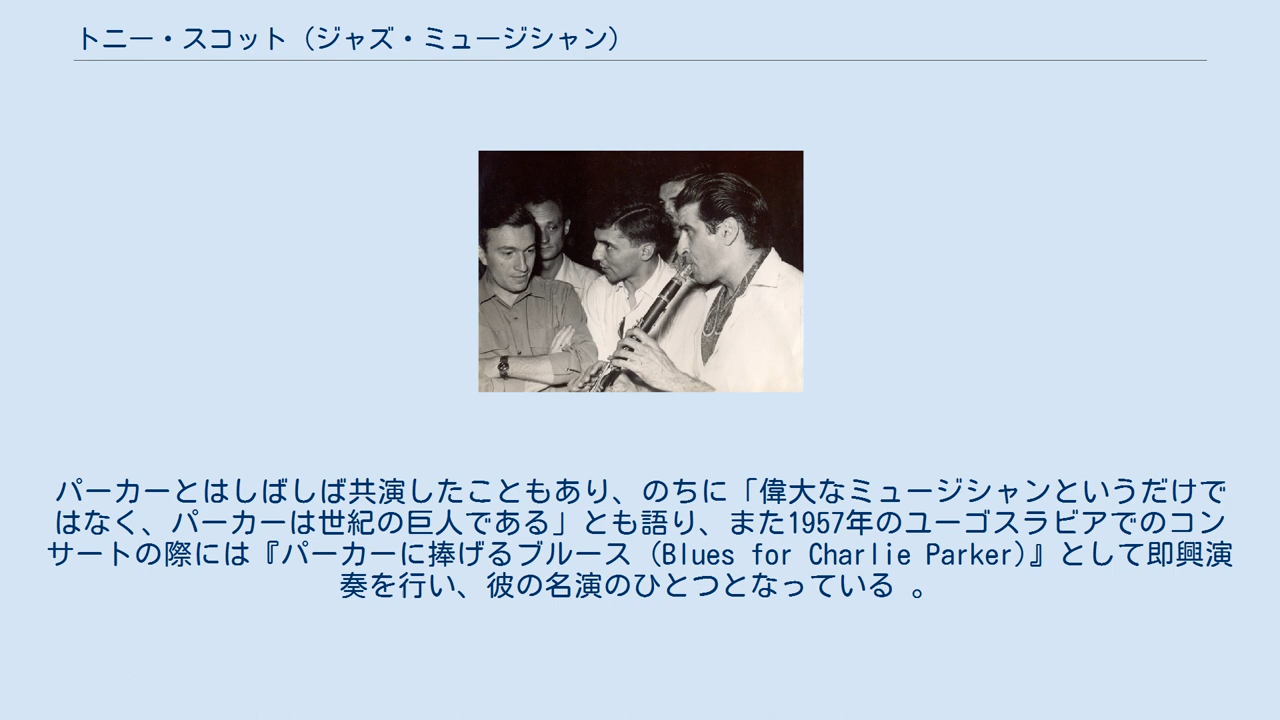 トニー・スコット（ジャズ・ミュージシャン）
パーカーとはしばしば共演したこともあり、のちに「偉大なミュージシャンというだけで
はなく、パーカーは世紀の巨人である」とも語り、また1957年のユーゴスラビアでのコン
サートの際には『パーカーに捧げるブルース（Blues for Charlie Parker）』として即興演
奏を行い、彼の名演のひとつとなっている 。